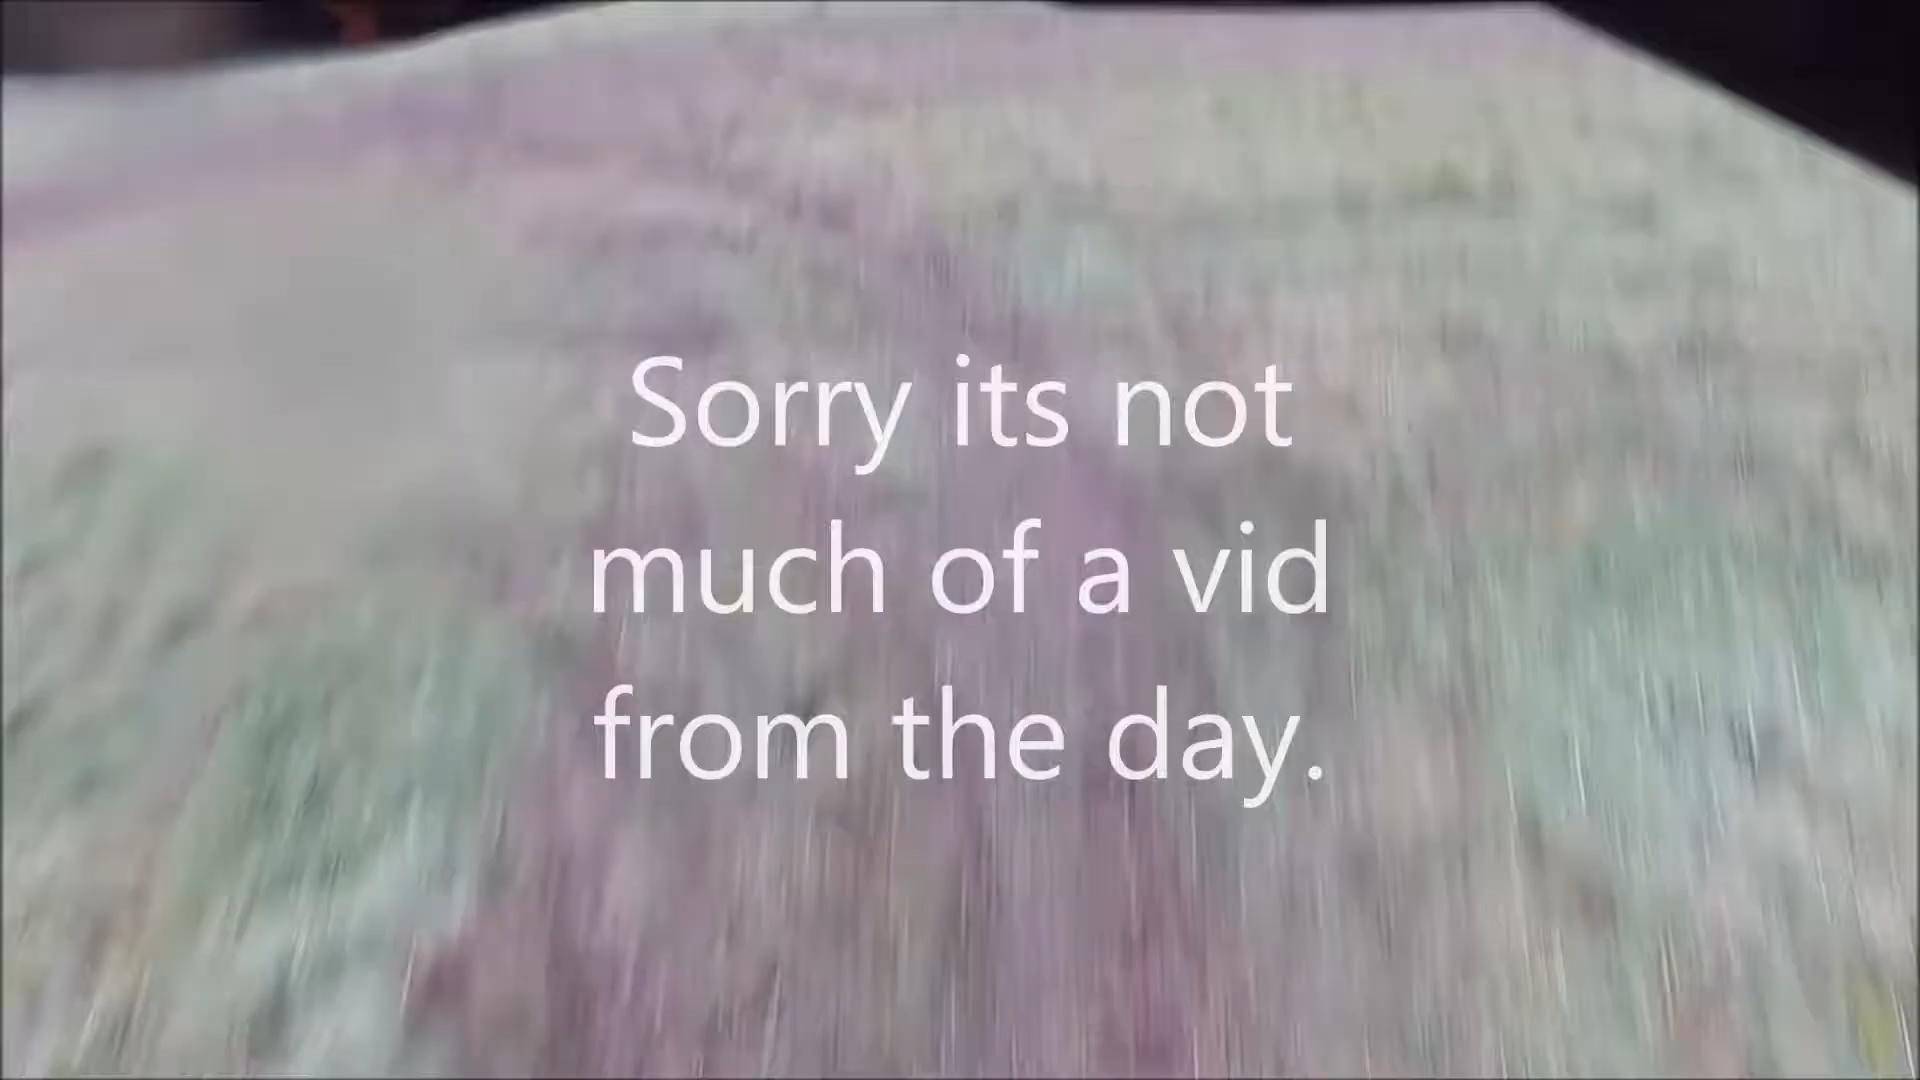 Sorry its not
much of a vid
from the day.